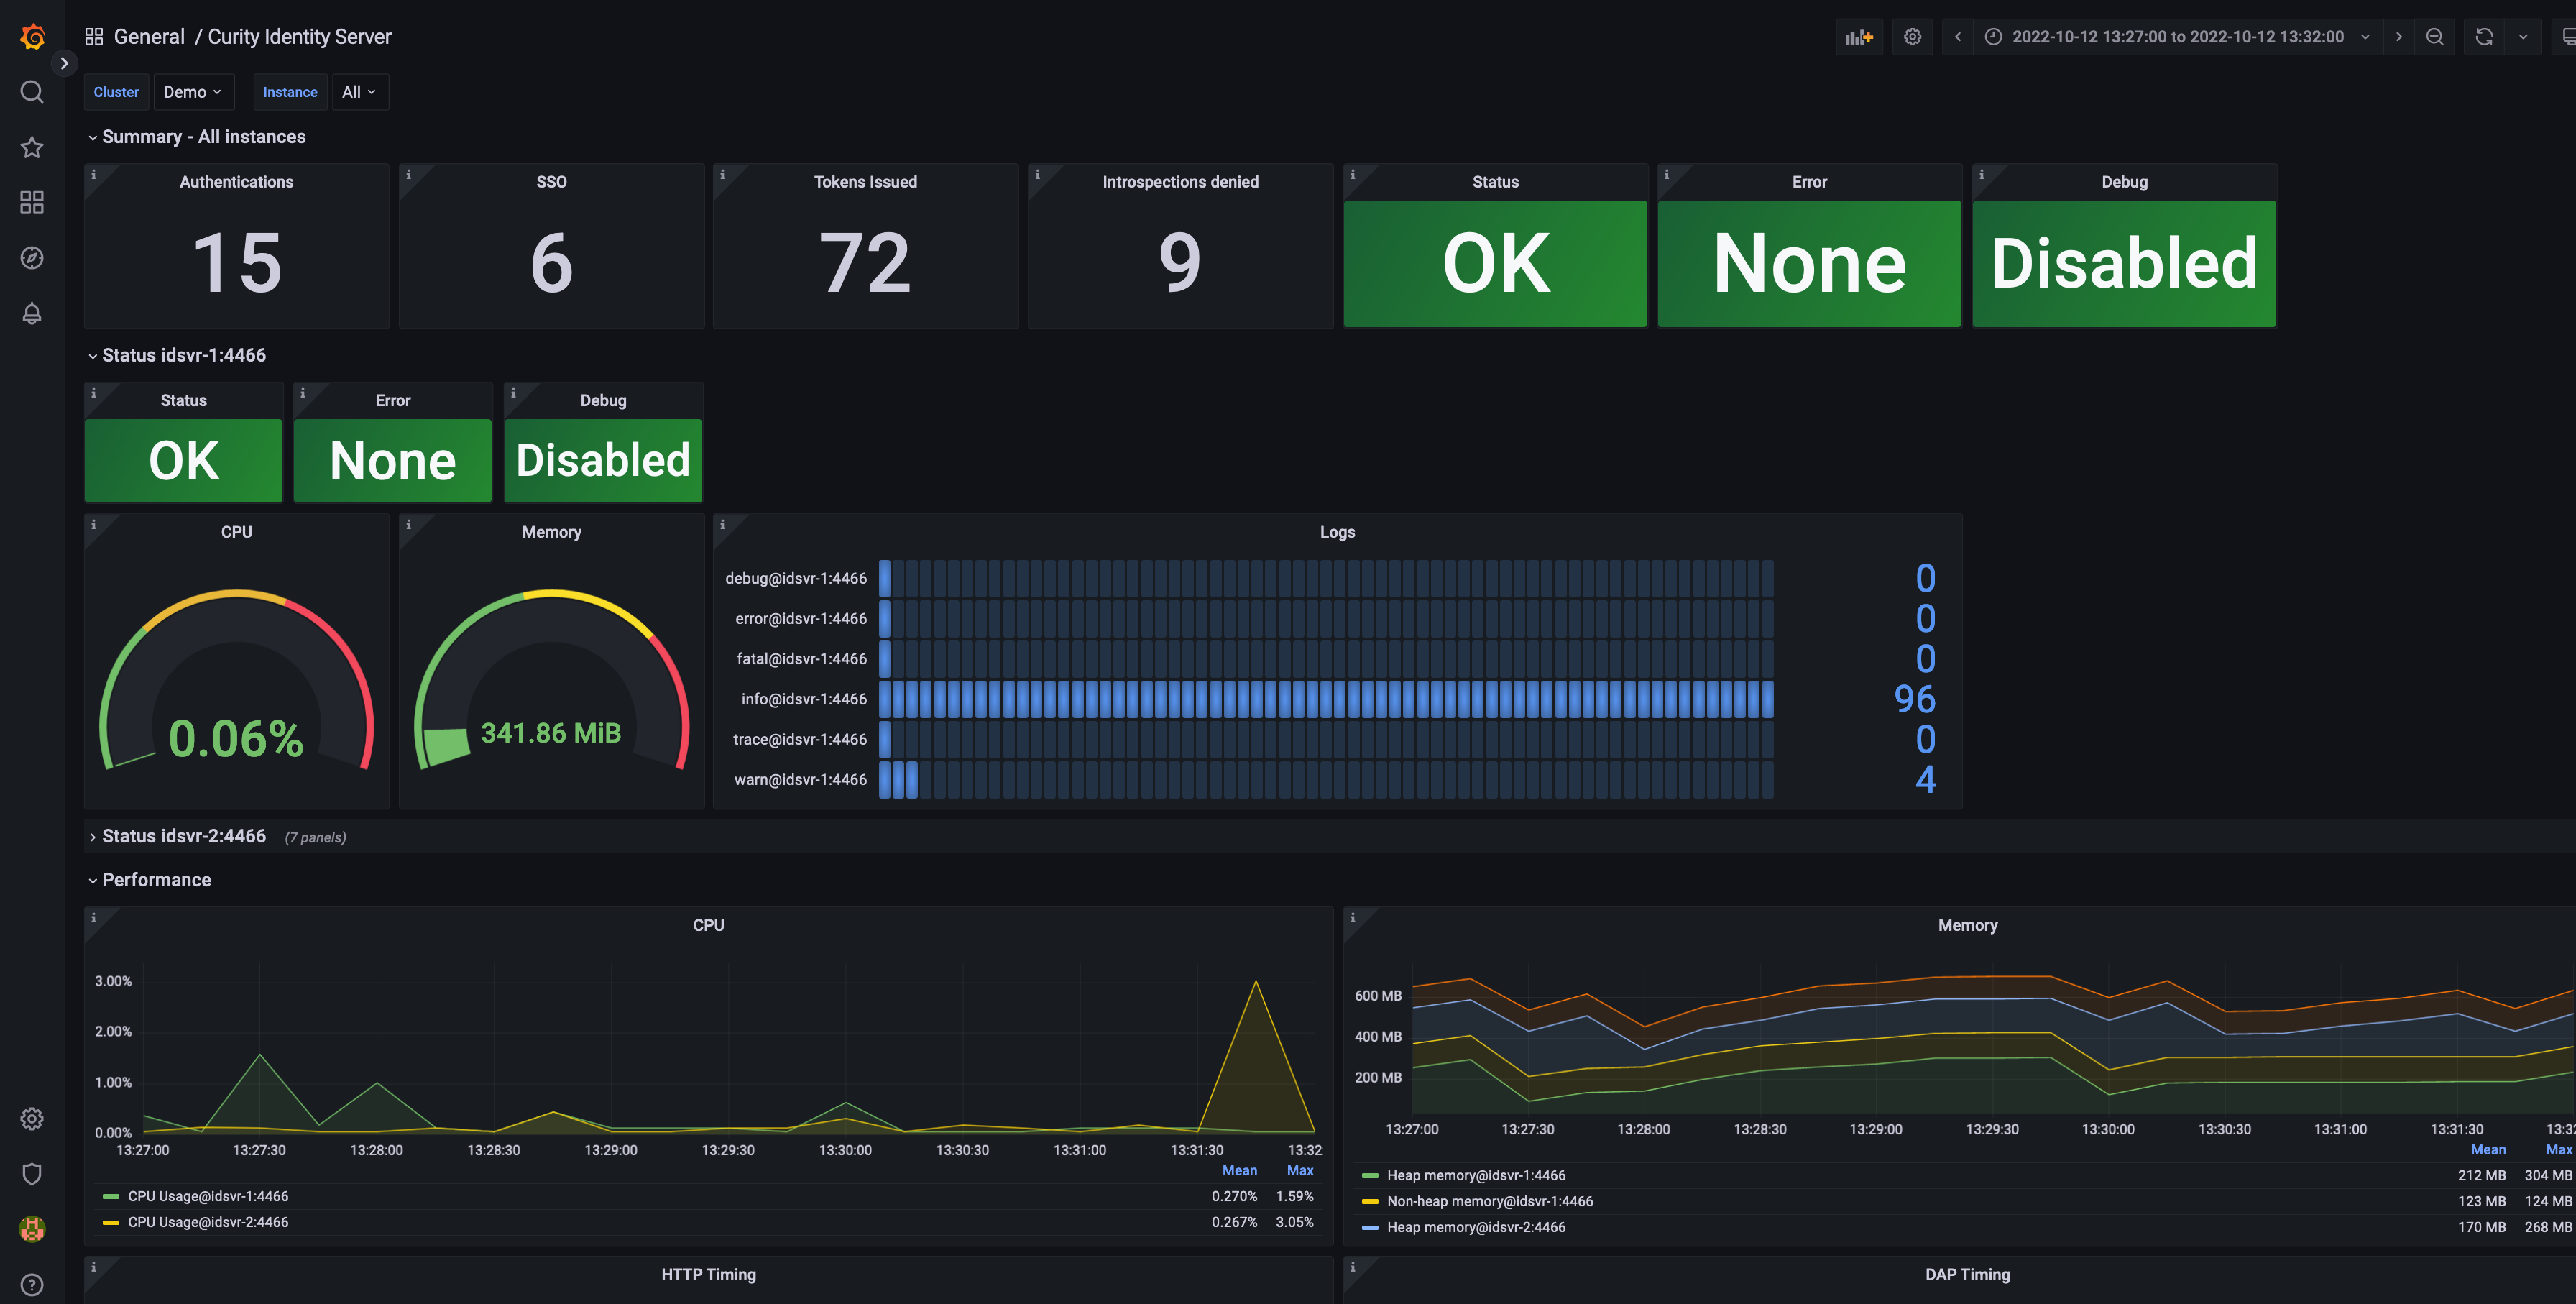 General / Curity Identity Server
2022-10-12 13:27:00 to 2022-10-12 13:32:00
Cluster Demo Instance All
Summary - All instances
Authentications SSO Tokens Issued Introspections denied Status Error Debug
15 6 72 9 OK None Disabled
Status idsvr-1:4466
Status Error Debug
OK None Disabled
CPU Memory Logs
0.06%
341.86 MiB
debug@idsvr-1:4466 0
error@idsvr-1:4466 0
fatal@idsvr-1:4466 0
info@idsvr-1:4466 96
trace@idsvr-1:4466 0
warn@idsvr-1:4466 4
Status idsvr-2:4466 (7 panels)
Performance
CPU
3.00%
2.00%
1.00%
0.00%
13:27:00 13:27:30 13:28:00 13:28:30 13:29:00 13:29:30 13:30:00 13:30:30 13:31:00 13:31:30 13:32
Mean Max
CPU Usage@idsvr-1:4466 0.270% 1.59%
CPU Usage@idsvr-2:4466 0.267% 3.05%
Memory
600 MB
400 MB
200 MB
13:27:00 13:27:30 13:28:00 13:28:30 13:29:00 13:29:30 13:30:00 13:30:30 13:31:00 13:31:30 13:32
Mean Max
Heap memory@idsvr-1:4466 212 MB 304 MB
Non-heap memory@idsvr-1:4466 123 MB 124 MB
Heap memory@idsvr-2:4466 170 MB 268 MB
HTTP Timing
DAP Timing